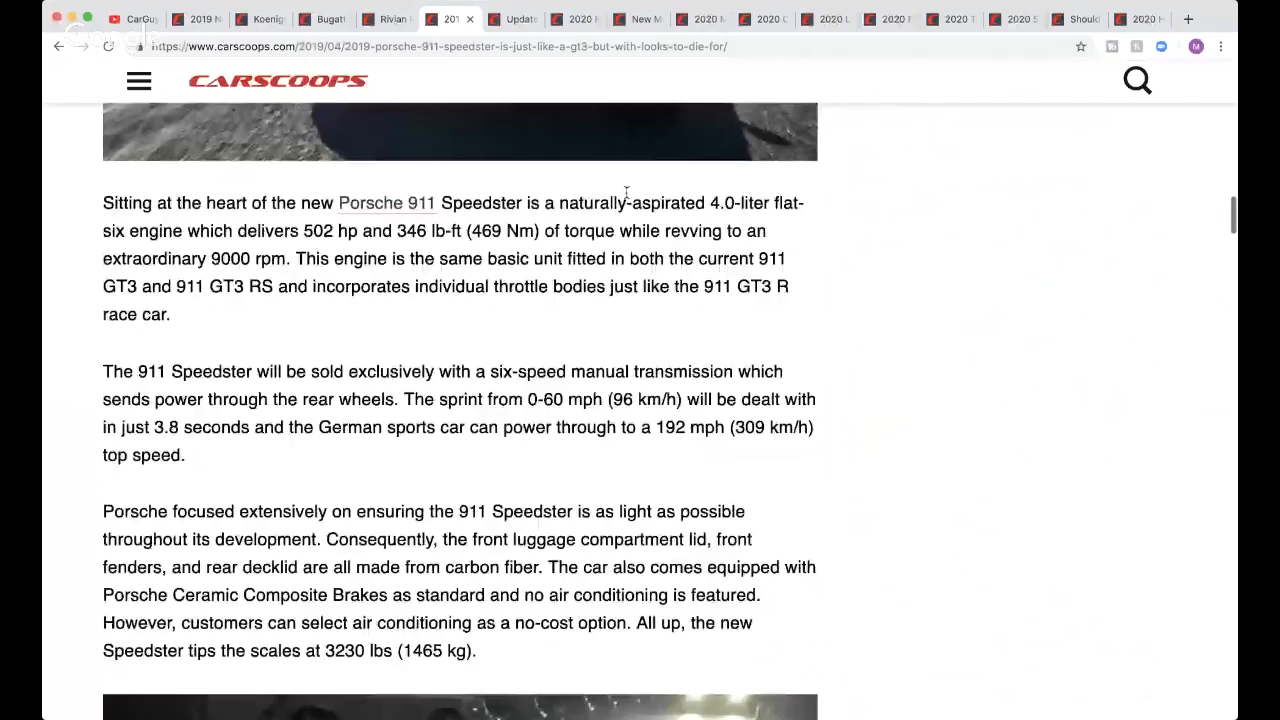 CarGuy
2019 N
Koenig
Bugatt
Rivian
201
Update
2020
New M
2020 M
2020
2020 L
2020
2020 T
2020 S
Should
2020 H
Google
https://www.carscoops.com/2019/04/2019-porsche-911-speedster-is-just-like-a-gt3-but-with-looks-to-die-for/
M
CARSCOOPS
Sitting at the heart of the new Porsche 911 Speedster is a naturally-aspirated 4.0-liter flat-
six engine which delivers 502 hp and 346 lb-ft (469 Nm) of torque while revving to an
extraordinary 9000 rpm. This engine is the same basic unit fitted in both the current 911
GT3 and 911 GT3 RS and incorporates individual throttle bodies just like the 911 GT3 R
race car.
The 911 Speedster will be sold exclusively with a six-speed manual transmission which
sends power through the rear wheels. The sprint from 0-60 mph (96 km/h) will be dealt with
in just 3.8 seconds and the German sports car can power through to a 192 mph (309 km/h)
top speed.
Porsche focused extensively on ensuring the 911 Speedster is as light as possible
throughout its development. Consequently, the front luggage compartment lid, front
fenders, and rear decklid are all made from carbon fiber. The car also comes equipped with
Porsche Ceramic Composite Brakes as standard and no air conditioning is featured.
However, customers can select air conditioning as a no-cost option. All up, the new
Speedster tips the scales at 3230 lbs (1465 kg).